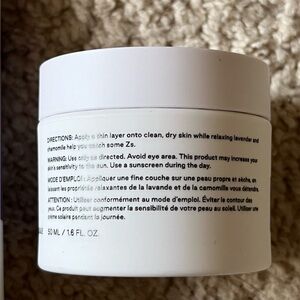 DIRECTIONS: Apply a thin layer onto clean, dry skin while relaxing lavender and
chamomile help you catch some Zs.
WARNING: Use only as directed. Avoid eye area. This product may increase your
skin's sensitivity to the sun. Use a sunscreen during the day.
MODE D'EMPLOI: Appliquer une fine couche sur une peau propre et sèche, en
laissant les propriétés relaxantes de la lavande et de la camomille vous détendre.
ATTENTION : Utiliser conformément au mode d'emploi. Éviter le contour des
yeux. Ce produit peut augmenter la sensibilité de votre peau au soleil. Utiliser une
crème solaire pendant la journée.
50 ML / 1.6 FL. OZ.